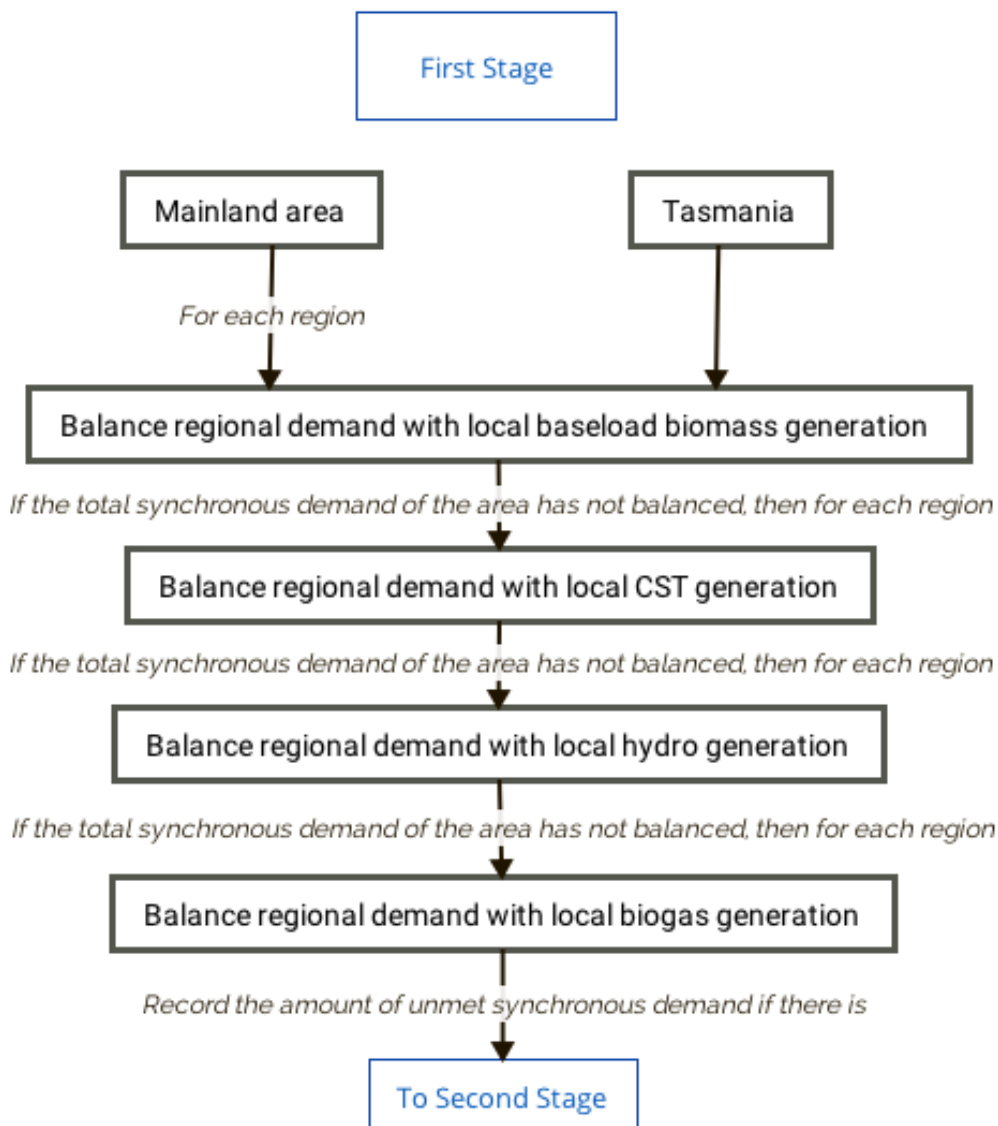 First Stage
Mainland area
Tasmania
For each region
Balance regional demand with local baseload biomass generation
If the total synchronous demand of the area has not balanced, then for each region
Balance regional demand with local CST generation
If the total synchronous demand of the area has not balanced, then for each region
Balance regional demand with local hydro generation
If the total synchronous demand of the area has not balanced, then for each region
Balance regional demand with local biogas generation
Record the amount of unmet synchronous demand if there is
To Second Stage